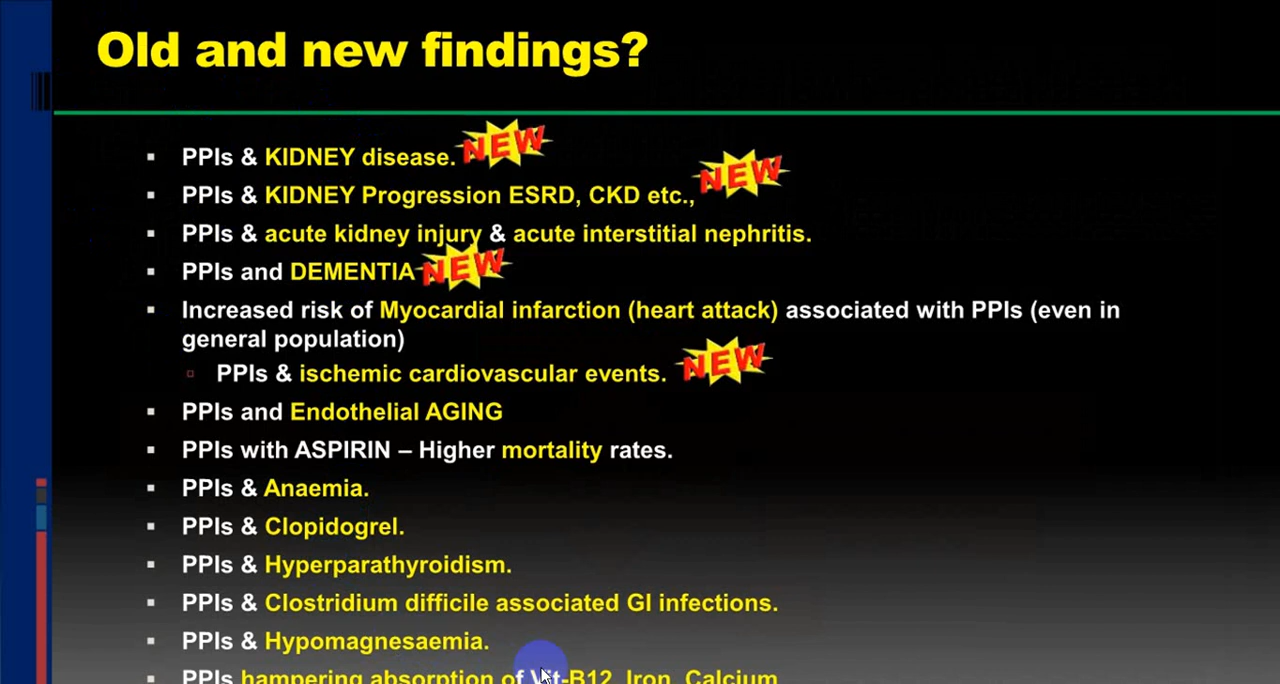 Old and new findings?
PPIs & KIDNEY disease. NEW
PPIs & KIDNEY Progression ESRD, CKD etc., NEW
PPIs & acute kidney injury & acute interstitial nephritis.
PPIs and DEMENTIA NEW
Increased risk of Myocardial infarction (heart attack) associated with PPIs (even in
general population)
PPIs & ischemic cardiovascular events. NEW
PPIs and Endothelial AGING
PPIs with ASPIRIN – Higher mortality rates.
PPIs & Anaemia.
PPIs & Clopidogrel.
PPIs & Hyperparathyroidism.
PPIs & Clostridium difficile associated GI infections.
PPIs & Hypomagnesaemia.
PPIs hampering absorption of Vit-B12, Iron, Calcium